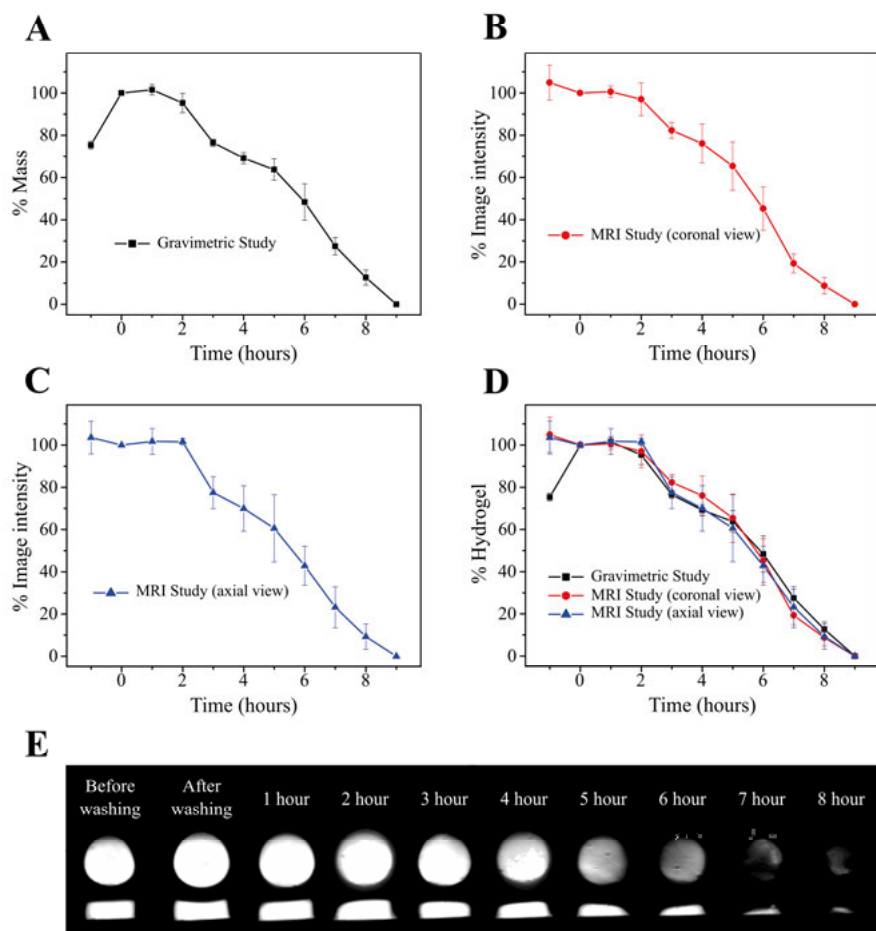 A
% Mass
100
80
60
40
20
0
Gravimetric Study
0
2
4
6
8
Time (hours)
B
% Image intensity
100
80
60
40
20
0
MRI Study (coronal view)
0
2
4
6
8
Time (hours)
C
% Image intensity
100
80
60
40
20
0
MRI Study (axial view)
0
2
4
6
8
Time (hours)
D
% Hydrogel
100
80
60
40
20
0
Gravimetric Study
MRI Study (coronal view)
MRI Study (axial view)
0
2
4
6
8
Time (hours)
E
Before
washing
After
washing
1 hour
2 hour
3 hour
4 hour
5 hour
6 hour
7 hour
8 hour